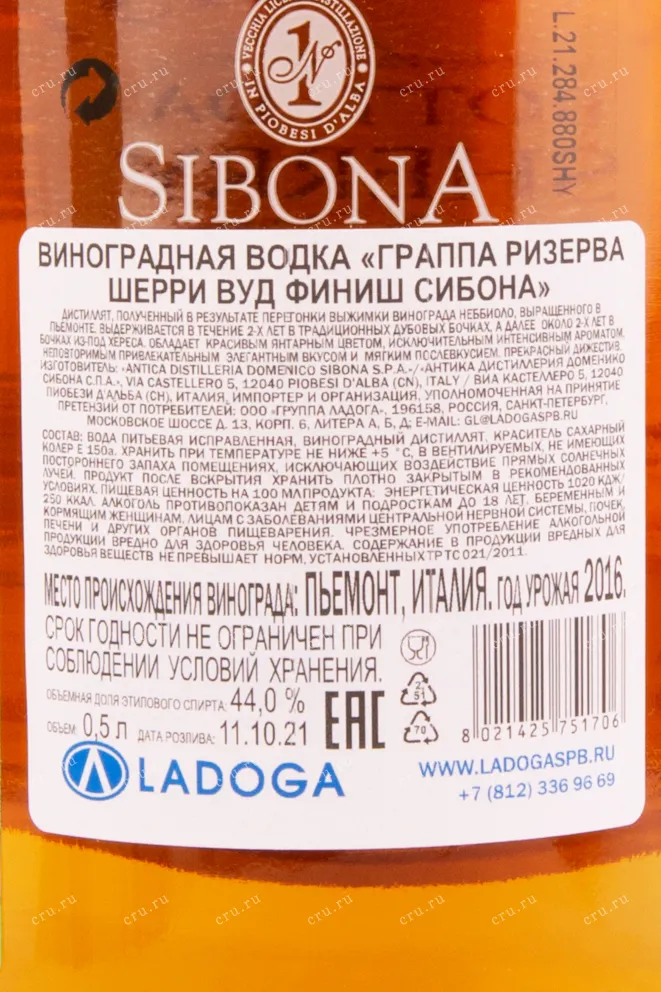 VECCHIA LICENZA DISTILLAZIONE
Nº 1
IN PIOBESI D'ALBA
L.21.284.880SHY
SIBONA
ВИНОГРАДНАЯ ВОДКА «ГРАППА РИЗЕРВА
ШЕРРИ ВУД ФИНИШ СИБОНА»
ДИСТИЛЛЯТ, ПОЛУЧЕННЫЙ В РЕЗУЛЬТАТЕ ПЕРЕГОНКИ ВЫЖИМКИ ВИНОГРАДА НЕББИОЛО, ВЫРАЩЕННОГО В
ПЬЕМОНТЕ. ВЫДЕРЖИВАЕТСЯ В ТЕЧЕНИЕ 2-Х ЛЕТ В ТРАДИЦИОННЫХ ДУБОВЫХ БОЧКАХ, А ДАЛЕЕ ОКОЛО 2-Х ЛЕТ В
БОЧКАХ ИЗ-ПОД ХЕРЕСА. ОБЛАДАЕТ КРАСИВЫМ ЯНТАРНЫМ ЦВЕТОМ, ИСКЛЮЧИТЕЛЬНЫМ ИНТЕНСИВНЫМ АРОМАТОМ,
НЕПОВТОРИМЫМ ПРИВЛЕКАТЕЛЬНЫМ ЭЛЕГАНТНЫМ ВКУСОМ И МЯГКИМ ПОСЛЕВКУСИЕМ. ПРЕКРАСНЫЙ ДИЖЕСТИВ.
ИЗГОТОВИТЕЛЬ: «ANTICA DISTILLERIA DOMENICO SIBONA S.P.A.»/«АНТИКА ДИСТИЛЛЕРИЯ ДОМЕНИКО
СИБОНА С.П.А.», VIA CASTELLERO 5, 12040 PIOBESI D'ALBA (CN), ITALY / ВИА КАСТЕЛЛЕРО 5, 12040
ПИОБЕЗИ Д'АЛЬБА (СН), ИТАЛИЯ. ИМПОРТЕР И ОРГАНИЗАЦИЯ, УПОЛНОМОЧЕННАЯ НА ПРИНЯТИЕ
ПРЕТЕНЗИЙ ОТ ПОТРЕБИТЕЛЕЙ: ООО «ГРУППА ЛАДОГА», 196158, РОССИЯ, САНКТ-ПЕТЕРБУРГ,
МОСКОВСКОЕ ШОССЕ Д. 13, КОРП. 6, ЛИТЕРА А, Б, Д; E-MAIL: GL@LADOGASPB.RU
СОСТАВ: ВОДА ПИТЬЕВАЯ ИСПРАВЛЕННАЯ, ВИНОГРАДНЫЙ ДИСТИЛЛЯТ, КРАСИТЕЛЬ САХАРНЫЙ
КОЛЕР Е 150а. ХРАНИТЬ ПРИ ТЕМПЕРАТУРЕ НЕ НИЖЕ +5 °С, В ВЕНТИЛИРУЕМЫХ, НЕ ИМЕЮЩИХ
ПОСТОРОННЕГО ЗАПАХА ПОМЕЩЕНИЯХ, ИСКЛЮЧАЮЩИХ ВОЗДЕЙСТВИЕ ПРЯМЫХ СОЛНЕЧНЫХ
ЛУЧЕЙ. ПРОДУКТ ПОСЛЕ ВСКРЫТИЯ ХРАНИТЬ ПЛОТНО ЗАКРЫТЫМ В РЕКОМЕНДОВАННЫХ
УСЛОВИЯХ. ПИЩЕВАЯ ЦЕННОСТЬ НА 100 МЛ ПРОДУКТА: ЭНЕРГЕТИЧЕСКАЯ ЦЕННОСТЬ 1020 КДЖ/
250 ККАЛ. АЛКОГОЛЬ ПРОТИВОПОКАЗАН ДЕТЯМ И ПОДРОСТКАМ ДО 18 ЛЕТ, БЕРЕМЕННЫМ И
КОРМЯЩИМ ЖЕНЩИНАМ, ЛИЦАМ С ЗАБОЛЕВАНИЯМИ ЦЕНТРАЛЬНОЙ НЕРВНОЙ СИСТЕМЫ, ПОЧЕК,
ПЕЧЕНИ И ДРУГИХ ОРГАНОВ ПИЩЕВАРЕНИЯ. ЧРЕЗМЕРНОЕ УПОТРЕБЛЕНИЕ АЛКОГОЛЬНОЙ
ПРОДУКЦИИ ВРЕДНО ДЛЯ ЗДОРОВЬЯ ЧЕЛОВЕКА. СОДЕРЖАНИЕ В ПРОДУКЦИИ ВРЕДНЫХ ДЛЯ
ЗДОРОВЬЯ ВЕЩЕСТВ НЕ ПРЕВЫШАЕТ НОРМ, УСТАНОВЛЕННЫХ ТР ТС 021/2011.
МЕСТО ПРОИСХОЖДЕНИЯ ВИНОГРАДА: ПЬЕМОНТ, ИТАЛИЯ. ГОД УРОЖАЯ 2016.
СРОК ГОДНОСТИ НЕ ОГРАНИЧЕН ПРИ
СОБЛЮДЕНИИ УСЛОВИЙ ХРАНЕНИЯ.
ОБЪЕМНАЯ ДОЛЯ ЭТИЛОВОГО СПИРТА: 44,0 %
ОБЪЕМ: 0,5 Л ДАТА РОЗЛИВА: 11.10.21
EAC
51
70
8 021425 751706
LADOGA
WWW.LADOGASPB.RU
+7 (812) 336 96 69
cru.ru